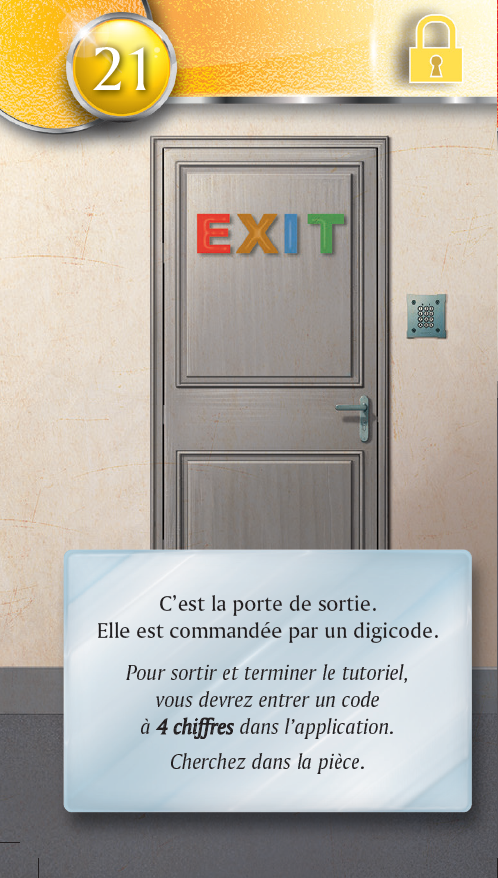 21
EXIT
C'est la porte de sortie.
Elle est commandée par un digicode.
Pour sortir et terminer le tutoriel,
vous devrez entrer un code
à 4 chiffres dans l'application.
Cherchez dans la pièce.